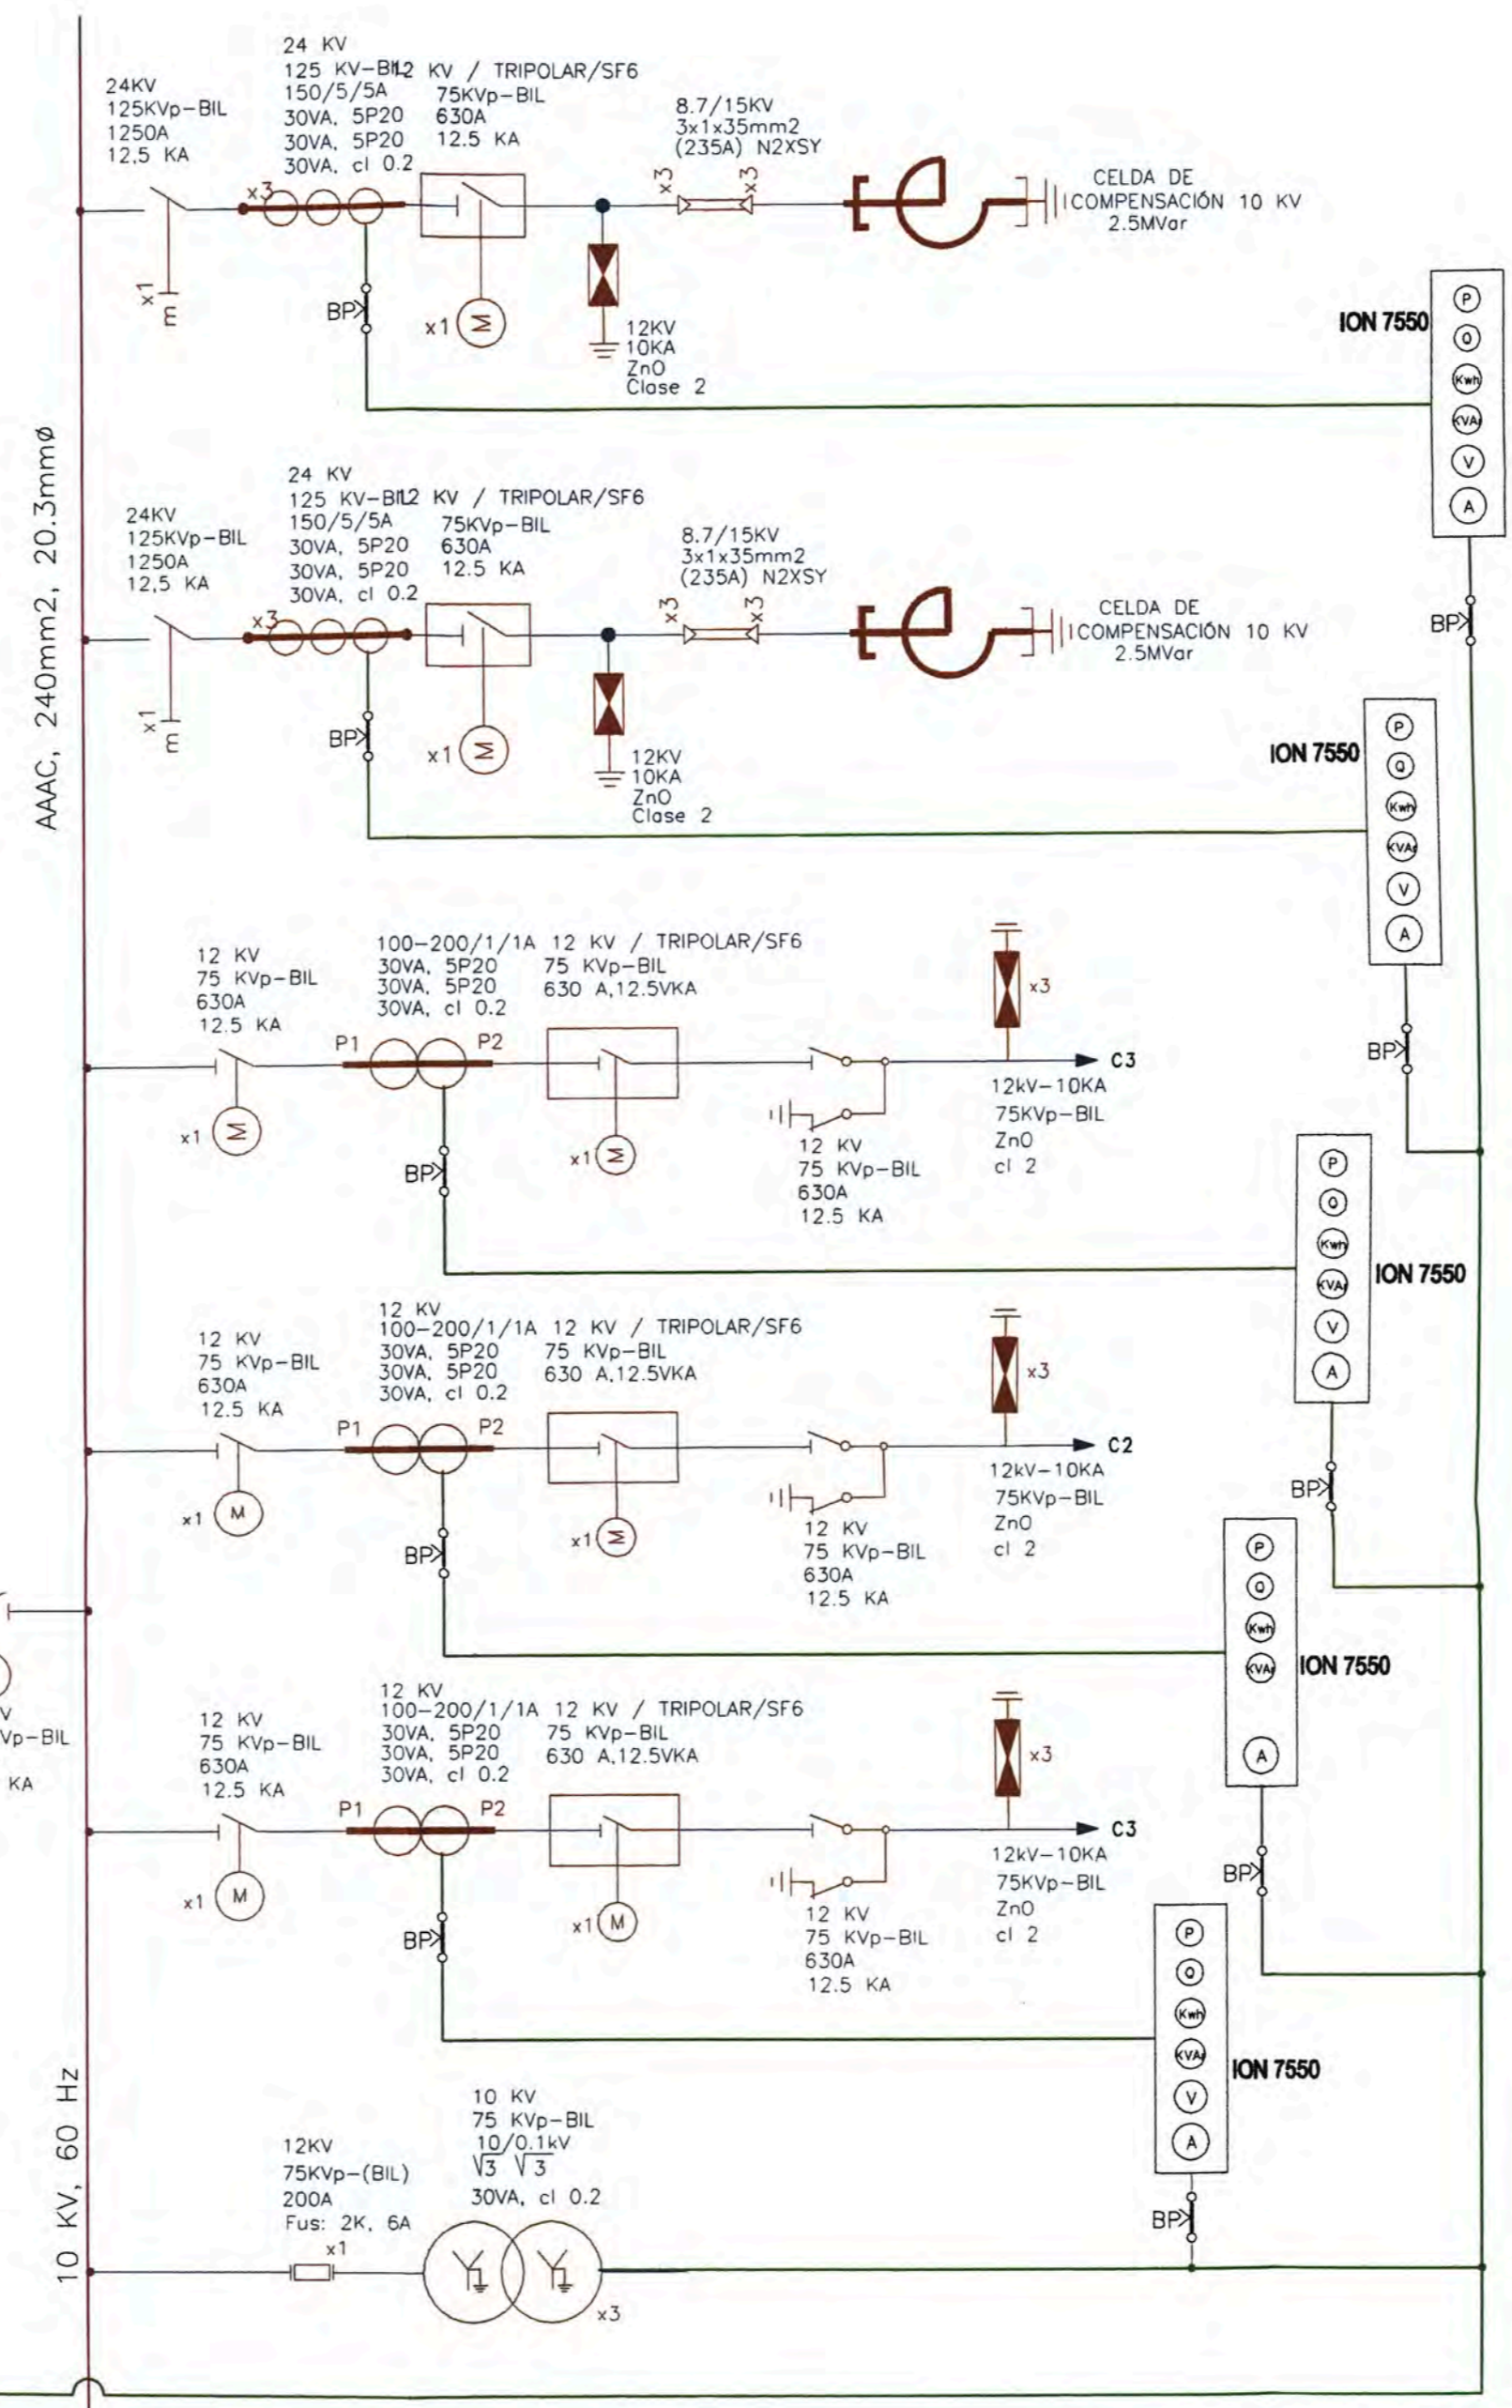 24KV
125KVp-BIL
1250A
12,5 KA
24 KV
125 KV-BIL
150/5/5A
30VA, 5P20
30VA, 5P20
30VA, cl 0.2
12 KV / TRIPOLAR/SF6
75KVp-BIL
630A
12.5 KA
8.7/15KV
3x1x35mm2
(235A) N2XSY
x3
x3
x3
CELDA DE
COMPENSACIÓN 10 KV
2.5MVar
x1
m
BP
x1
M
12KV
10KA
ZnO
Clase 2
ION 7550
P
Q
Kwh
KVAr
V
A
BP
AAAC, 240mm2, 20.3mmø
24KV
125KVp-BIL
1250A
12,5 KA
24 KV
125 KV-BIL
150/5/5A
30VA, 5P20
30VA, 5P20
30VA, cl 0.2
12 KV / TRIPOLAR/SF6
75KVp-BIL
630A
12.5 KA
8.7/15KV
3x1x35mm2
(235A) N2XSY
x3
x3
x3
CELDA DE
COMPENSACIÓN 10 KV
2.5MVar
x1
m
BP
x1
M
12KV
10KA
ZnO
Clase 2
ION 7550
P
Q
Kwh
KVAr
V
A
BP
12 KV
75 KVp-BIL
630A
12.5 KA
100-200/1/1A
30VA, 5P20
30VA, 5P20
30VA, cl 0.2
12 KV / TRIPOLAR/SF6
75 KVp-BIL
630 A,12.5VKA
x3
P1
P2
C3
x1
M
BP
x1
M
12 KV
75 KVp-BIL
630A
12.5 KA
12kV-10KA
75KVp-BIL
ZnO
cl 2
ION 7550
P
Q
Kwh
KVAr
V
A
BP
12 KV
75 KVp-BIL
630A
12.5 KA
12 KV
100-200/1/1A
30VA, 5P20
30VA, 5P20
30VA, cl 0.2
12 KV / TRIPOLAR/SF6
75 KVp-BIL
630 A,12.5VKA
x3
P1
P2
C2
x1
M
BP
x1
M
12 KV
75 KVp-BIL
630A
12.5 KA
12kV-10KA
75KVp-BIL
ZnO
cl 2
ION 7550
P
Q
Kwh
KVAr
A
BP
V
Vp-BIL
KA
12 KV
75 KVp-BIL
630A
12.5 KA
12 KV
100-200/1/1A
30VA, 5P20
30VA, 5P20
30VA, cl 0.2
12 KV / TRIPOLAR/SF6
75 KVp-BIL
630 A,12.5VKA
x3
P1
P2
C3
x1
M
BP
x1
M
12 KV
75 KVp-BIL
630A
12.5 KA
12kV-10KA
75KVp-BIL
ZnO
cl 2
ION 7550
P
Q
Kwh
KVAr
V
A
BP
10 KV, 60 Hz
12KV
75KVp-(BIL)
200A
Fus: 2K, 6A
x1
10 KV
75 KVp-BIL
10/0.1kV
√3 √3
30VA, cl 0.2
x3